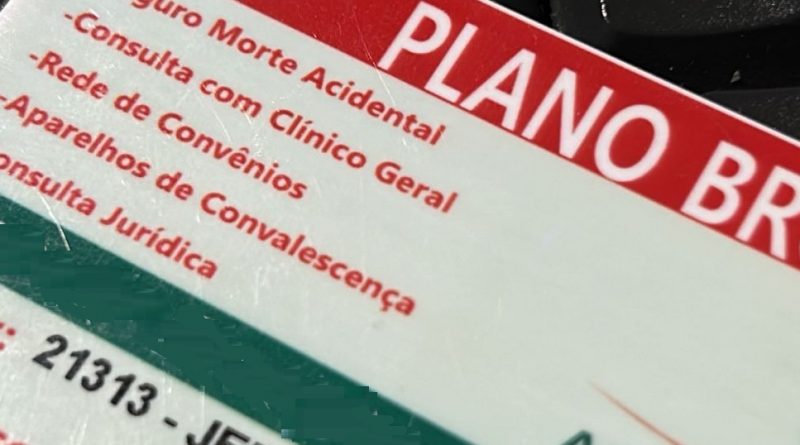 PLANO BR
guro Morte Acidental
-Consulta com Clínico Geral
-Rede de Convênios
-Aparelhos de Convalescença
onsulta Jurídica
: 21313 - JE